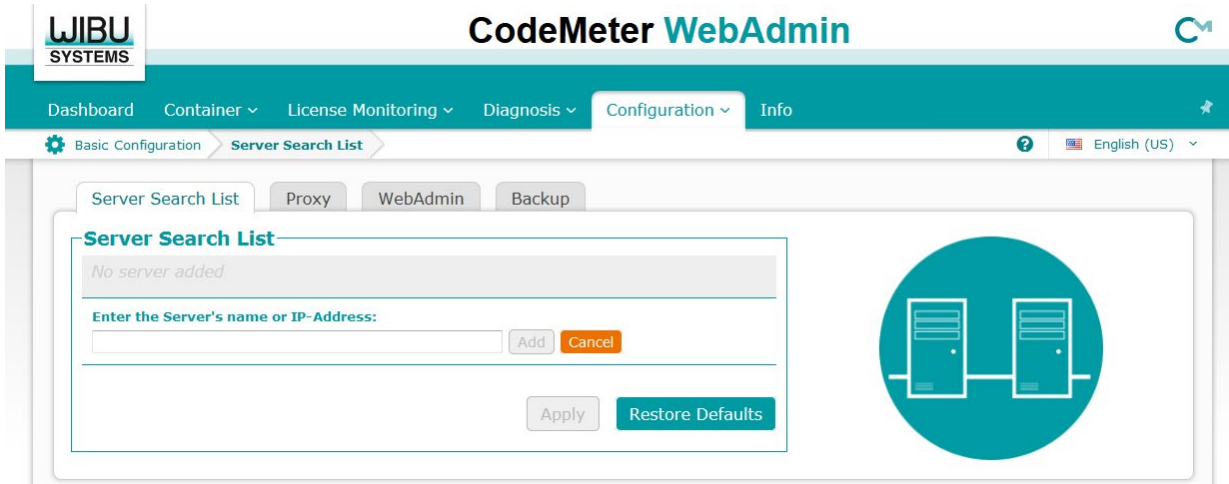 WIBU
SYSTEMS
CodeMeter WebAdmin
CM
Dashboard Container License Monitoring Diagnosis Configuration Info
Basic Configuration Server Search List ? English (US)
Server Search List Proxy WebAdmin Backup
Server Search List
No server added
Enter the Server's name or IP-Address:
Add Cancel
Apply Restore Defaults